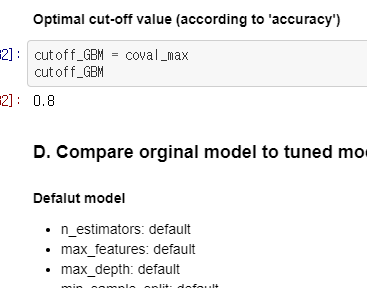 Optimal cut-off value (according to 'accuracy')
2]: cutoff_GBM = coval_max
cutoff_GBM
2]: 0.8
D. Compare orginal model to tuned
Defalut model
n_estimators: default
max_features: default
max_depth: default